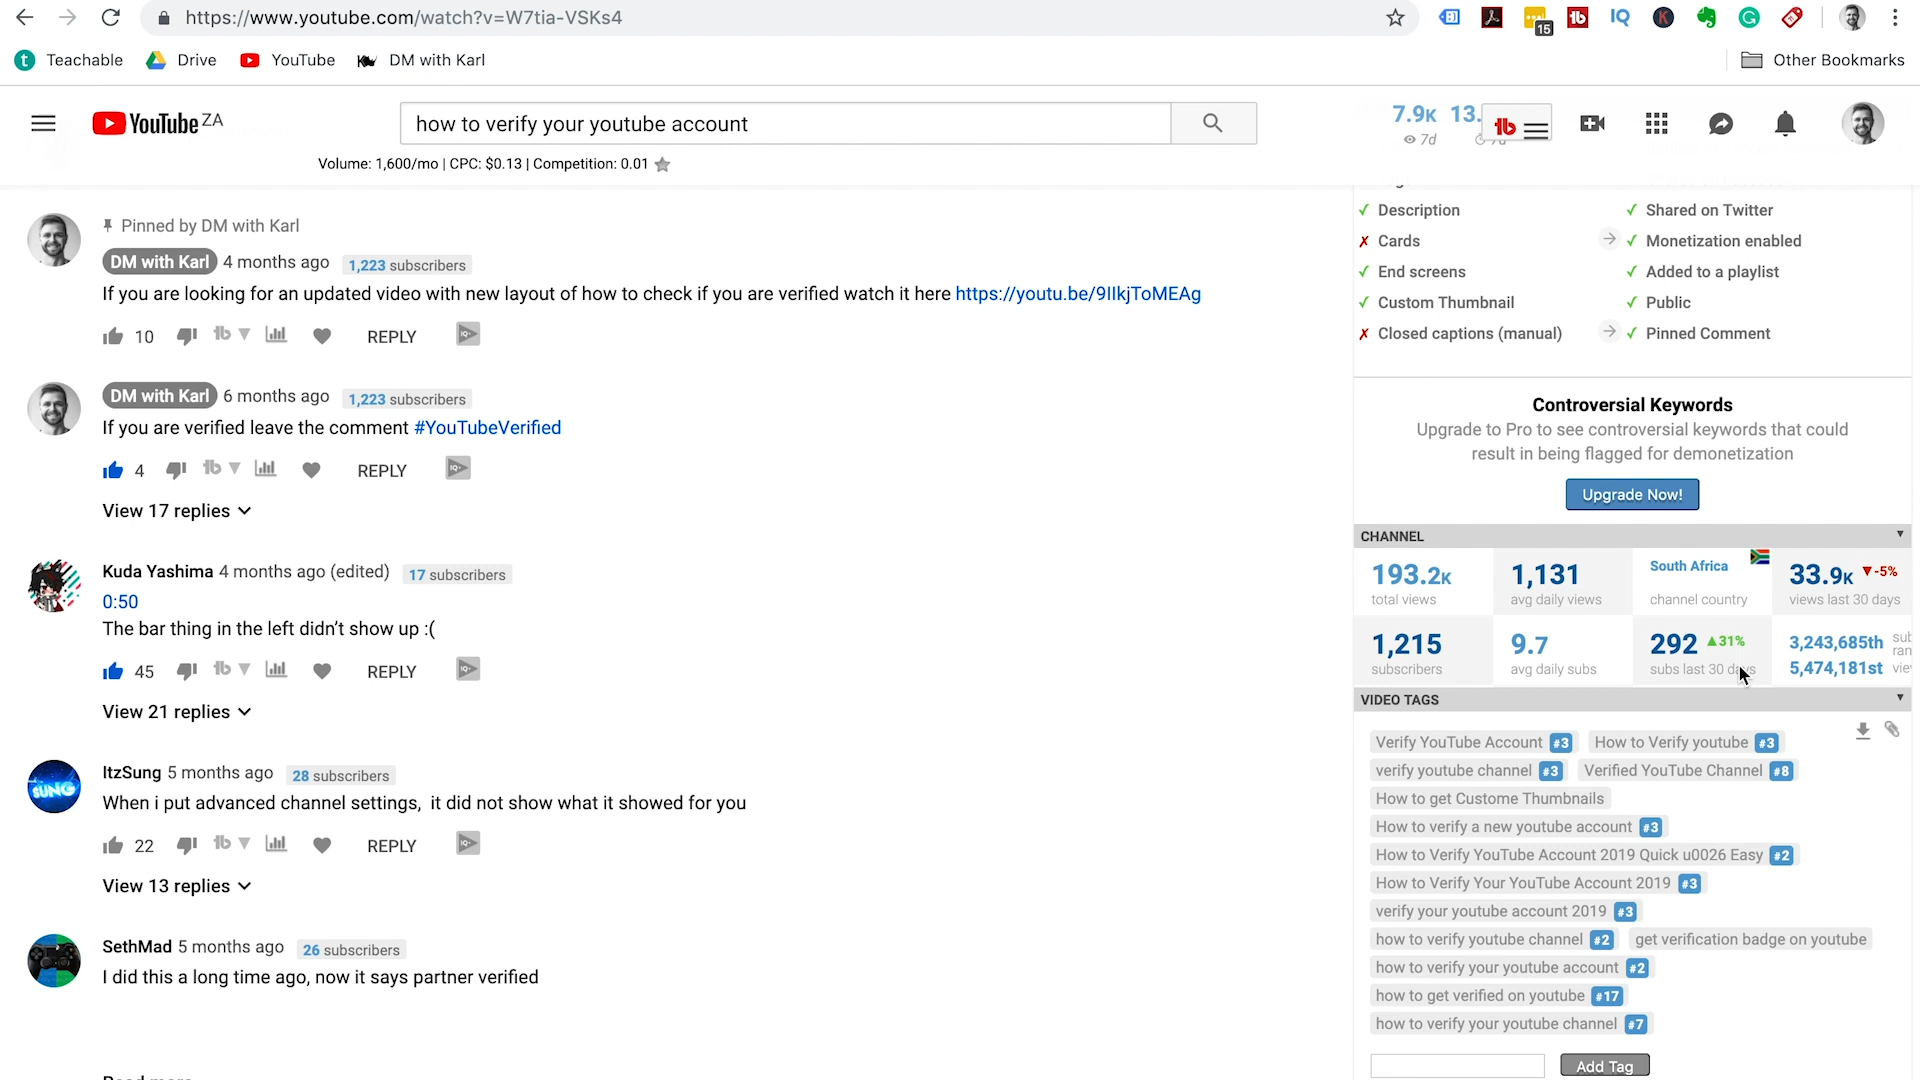 https://www.youtube.com/watch?v=W7tia-VSKs4
15
IQ
K
t Teachable
Drive
YouTube
DM with Karl
Other Bookmarks
YouTube ZA
how to verify your youtube account
7.9K
13.
7d
Volume: 1,600/mo | CPC: $0.13 | Competition: 0.01
Pinned by DM with Karl
DM with Karl 4 months ago 1,223 subscribers
If you are looking for an updated video with new layout of how to check if you are verified watch it here https://youtu.be/9IIkjToMEAg
10 REPLY
DM with Karl 6 months ago 1,223 subscribers
If you are verified leave the comment #YouTubeVerified
4 REPLY
View 17 replies
Kuda Yashima 4 months ago (edited) 17 subscribers
0:50
The bar thing in the left didn't show up :(
45 REPLY
View 21 replies
SUNG
ItzSung 5 months ago 28 subscribers
When i put advanced channel settings, it did not show what it showed for you
22 REPLY
View 13 replies
SethMad 5 months ago 26 subscribers
I did this a long time ago, now it says partner verified
Description
Shared on Twitter
Cards
Monetization enabled
End screens
Added to a playlist
Custom Thumbnail
Public
Closed captions (manual)
Pinned Comment
Controversial Keywords
Upgrade to Pro to see controversial keywords that could
result in being flagged for demonetization
Upgrade Now!
CHANNEL
193.2K
total views
1,131
avg daily views
South Africa
channel country
33.9K ▼-5%
views last 30 days
1,215
subscribers
9.7
avg daily subs
292 ▲31%
subs last 30 days
3,243,685th sub
ran
5,474,181st vie
VIDEO TAGS
Verify YouTube Account #3 How to Verify youtube #3
verify youtube channel #3 Verified YouTube Channel #8
How to get Custome Thumbnails
How to verify a new youtube account #3
How to Verify YouTube Account 2019 Quick u0026 Easy #2
How to Verify Your YouTube Account 2019 #3
verify your youtube account 2019 #3
how to verify youtube channel #2 get verification badge on youtube
how to verify your youtube account #2
how to get verified on youtube #17
how to verify your youtube channel #7
Add Tag